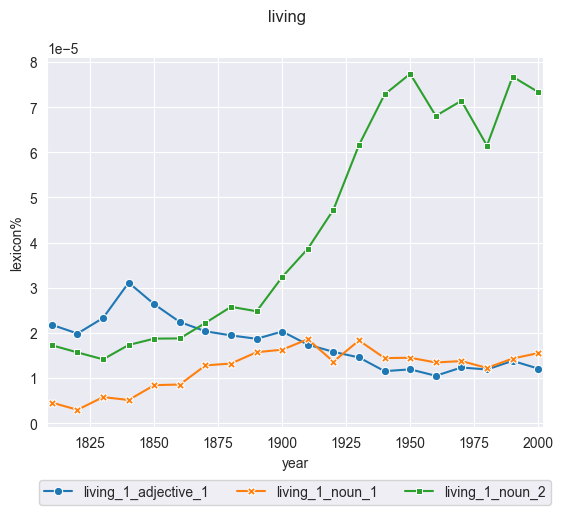 living
1e−5
8
7
6
5
4
3
2
1
0
lexicon%
1825 1850 1875 1900 1925 1950 1975 2000
year
living_1_adjective_1 living_1_noun_1 living_1_noun_2